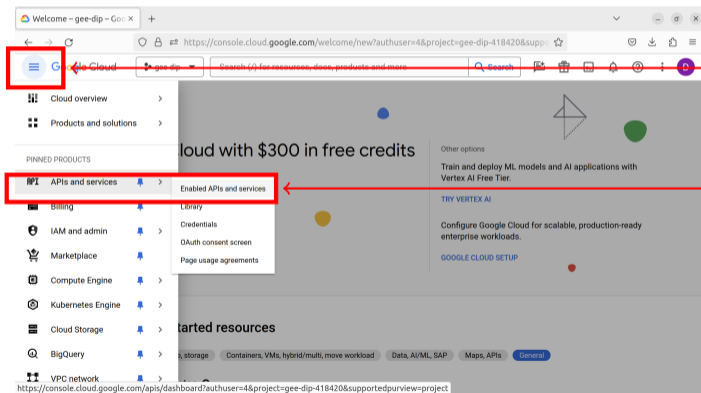 Welcome – gee-dip – Goo
https://console.cloud.google.com/welcome/new?authuser=4&project=gee-dip-418420&suppo
Google Cloud
gee dip
Search (/) for resources, docs, products and more
Search
D
Cloud overview
Products and solutions
PINNED PRODUCTS
API APIs and services
Billing
IAM and admin
Marketplace
Compute Engine
Kubernetes Engine
Cloud Storage
BigQuery
VPC network
Enabled APIs and services
Library
Credentials
OAuth consent screen
Page usage agreements
loud with $300 in free credits
Other options
Train and deploy ML models and AI applications with
Vertex AI Free Tier.
TRY VERTEX AI
Configure Google Cloud for scalable, production-ready
enterprise workloads.
GOOGLE CLOUD SETUP
tarted resources
, storage
Containers, VMs, hybrid/multi, move workload
Data, AI/ML, SAP
Maps, APIs
General
https://console.cloud.google.com/apis/dashboard?authuser=4&project=gee-dip-418420&supportedpurview=project